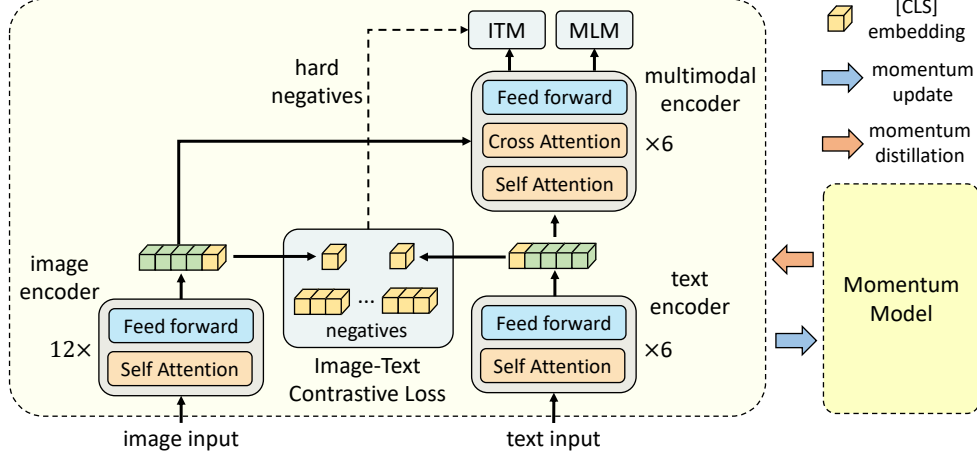 ITM
MLM
[CLS]
embedding
hard
negatives
Feed forward
multimodal
encoder
momentum
update
Cross Attention
×6
momentum
distillation
Self Attention
image
encoder
text
encoder
Momentum
Model
Feed forward
...
negatives
Feed forward
12×
Self Attention
Image-Text
Contrastive Loss
Self Attention
×6
image input
text input